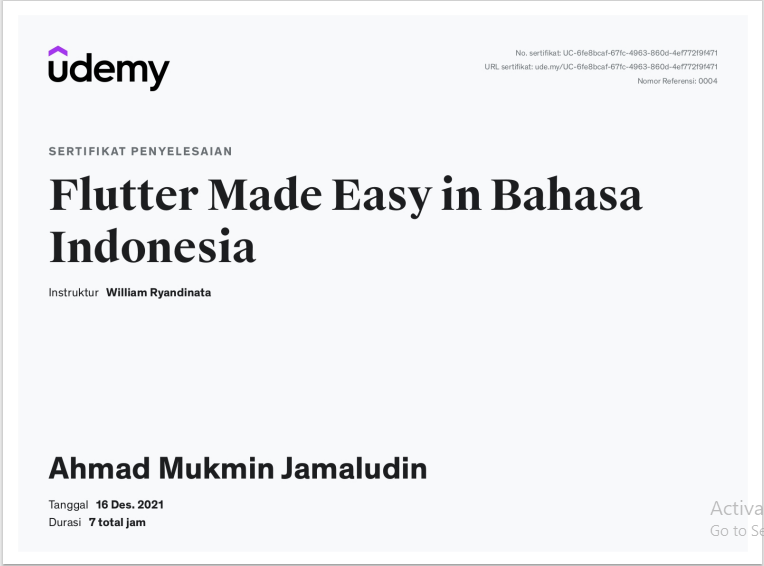 udemy
No. sertifikat: UC-6fe8bcaf-67fc-4963-860d-4ef772f9f471
URL sertifikat: ude.my/UC-6fe8bcaf-67fc-4963-860d-4ef772f9f471
Nomor Referensi: 0004
SERTIFIKAT PENYELESAIAN
Flutter Made Easy in Bahasa
Indonesia
Instruktur William Ryandinata
Ahmad Mukmin Jamaludin
Tanggal 16 Des. 2021
Durasi 7 total jam
Activa
Go to Se